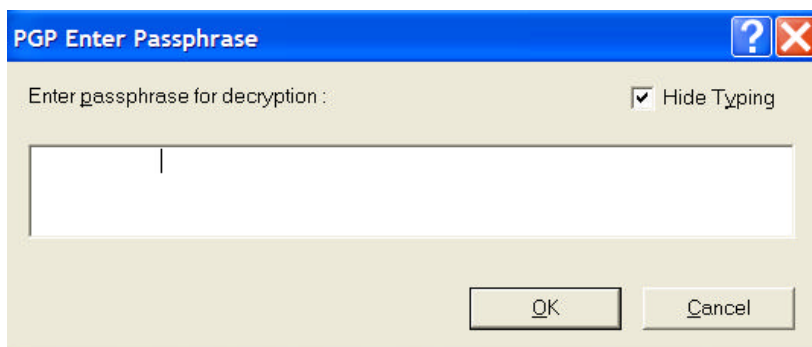 PGP Enter Passphrase
Enter passphrase for decryption :
Hide Typing
OK
Cancel